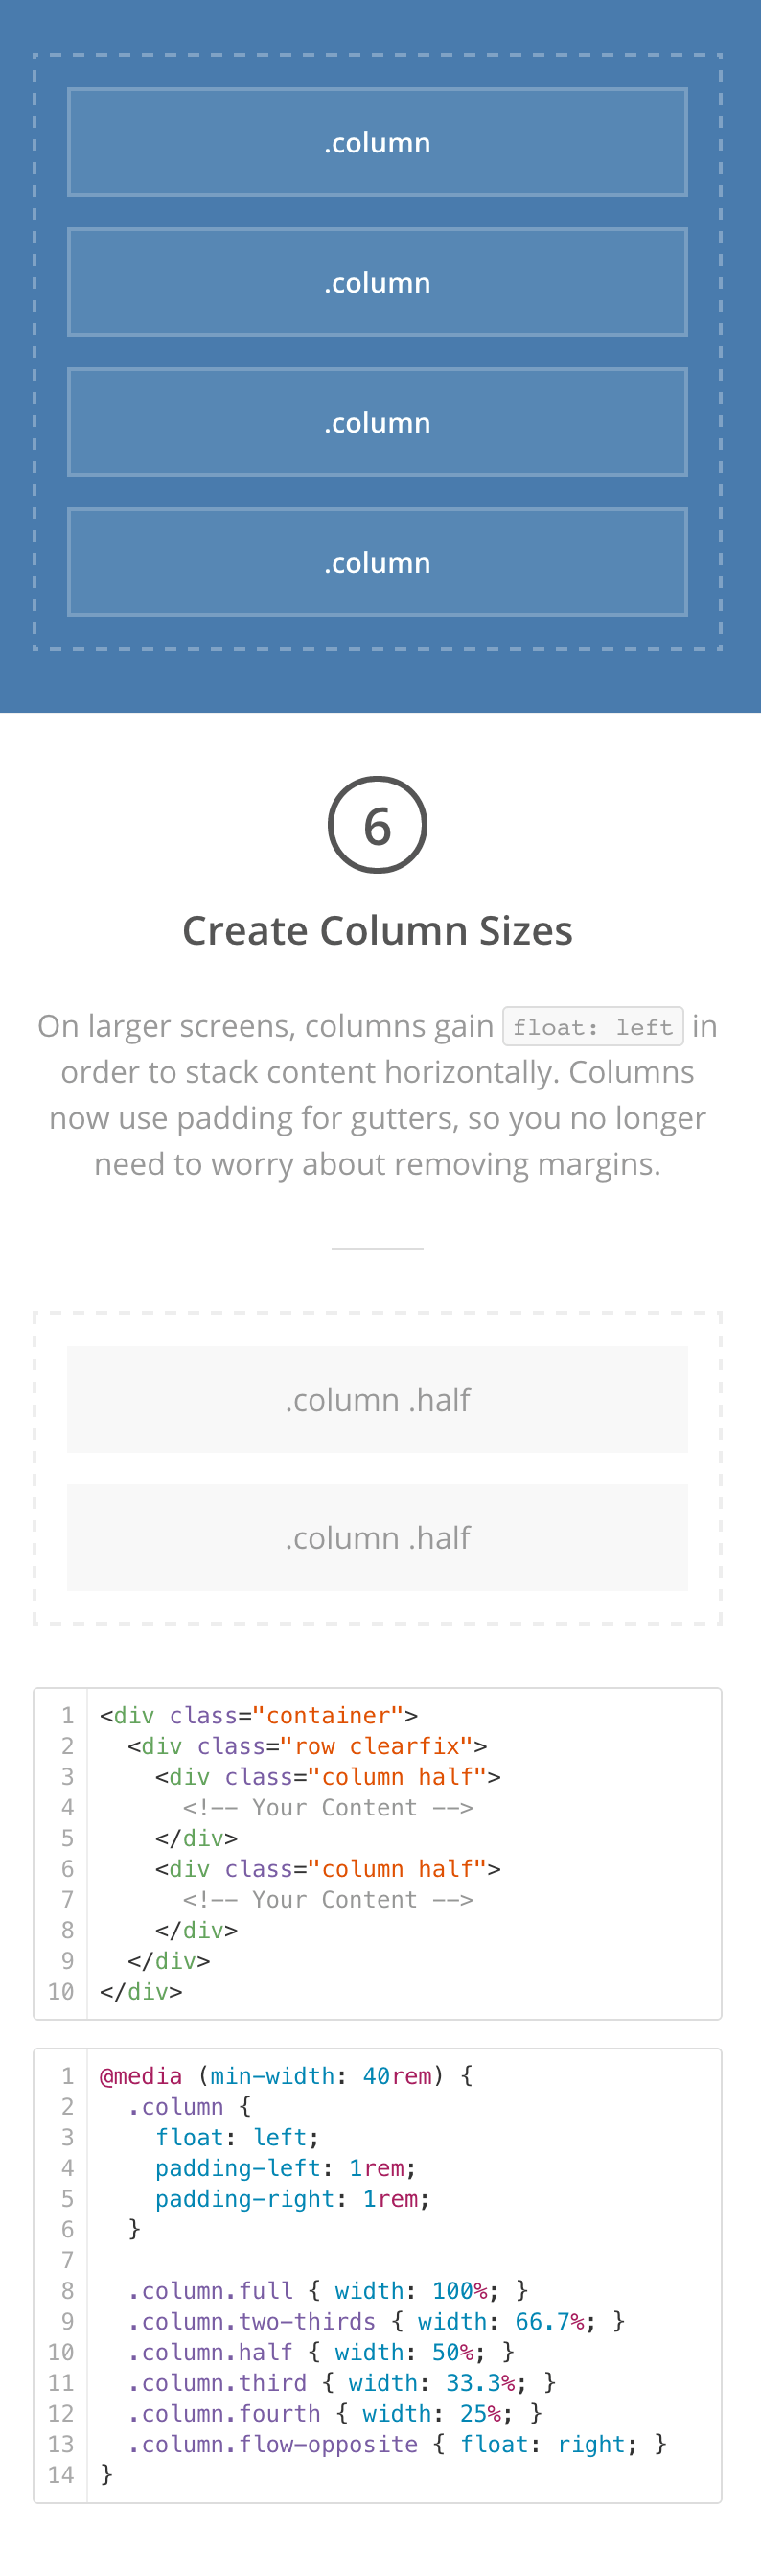 .column
.column
.column
.column
6
Create Column Sizes
On larger screens, columns gain float: left in
order to stack content horizontally. Columns
now use padding for gutters, so you no longer
need to worry about removing margins.
.column .half
.column .half
1 <div class="container">
2   <div class="row clearfix">
3     <div class="column half">
4       <!-- Your Content -->
5     </div>
6     <div class="column half">
7       <!-- Your Content -->
8     </div>
9   </div>
10 </div>
1 @media (min-width: 40rem) {
2   .column {
3     float: left;
4     padding-left: 1rem;
5     padding-right: 1rem;
6   }
7
8   .column.full { width: 100%; }
9   .column.two-thirds { width: 66.7%; }
10   .column.half { width: 50%; }
11   .column.third { width: 33.3%; }
12   .column.fourth { width: 25%; }
13   .column.flow-opposite { float: right; }
14 }